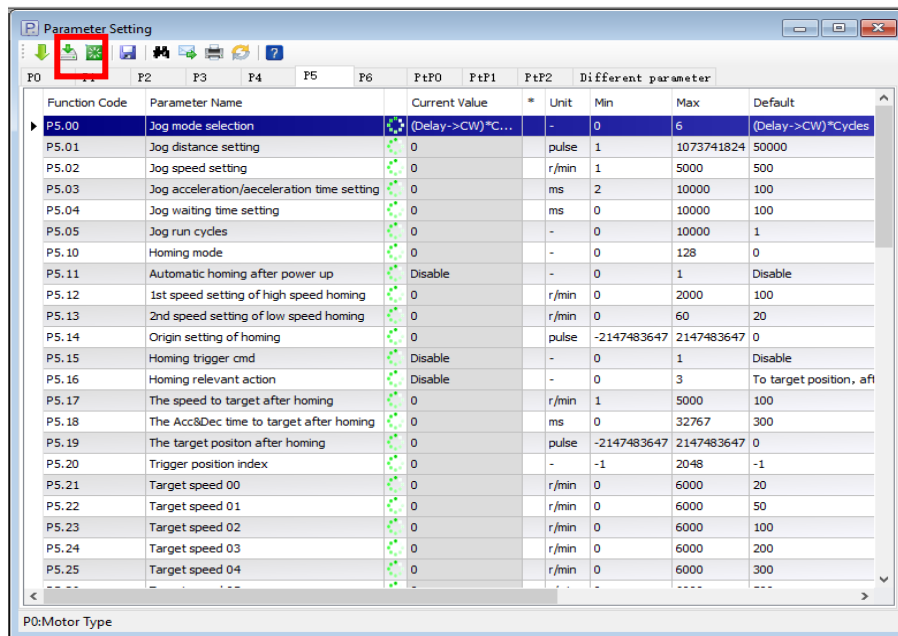 Parameter Setting
P0 P1 P2 P3 P4 P5 P6 PtP0 PtP1 PtP2 Different parameter
Function Code Parameter Name Current Value * Unit Min Max Default
P5.00 Jog mode selection (Delay->CW)*C... - 0 6 (Delay->CW)*Cycles
P5.01 Jog distance setting 0 pulse 1 1073741824 50000
P5.02 Jog speed setting 0 r/min 1 5000 500
P5.03 Jog acceleration/aeceleration time setting 0 ms 2 10000 100
P5.04 Jog waiting time setting 0 ms 0 10000 100
P5.05 Jog run cycles 0 - 0 10000 1
P5.10 Homing mode 0 - 0 128 0
P5.11 Automatic homing after power up Disable - 0 1 Disable
P5.12 1st speed setting of high speed homing 0 r/min 0 2000 100
P5.13 2nd speed setting of low speed homing 0 r/min 0 60 20
P5.14 Origin setting of homing 0 pulse -2147483647 2147483647 0
P5.15 Homing trigger cmd Disable - 0 1 Disable
P5.16 Homing relevant action Disable - 0 3 To target position, aft
P5.17 The speed to target after homing 0 r/min 1 5000 100
P5.18 The Acc&Dec time to target after homing 0 ms 0 32767 300
P5.19 The target positon after homing 0 pulse -2147483647 2147483647 0
P5.20 Trigger position index 0 - -1 2048 -1
P5.21 Target speed 00 0 r/min 0 6000 20
P5.22 Target speed 01 0 r/min 0 6000 50
P5.23 Target speed 02 0 r/min 0 6000 100
P5.24 Target speed 03 0 r/min 0 6000 200
P5.25 Target speed 04 0 r/min 0 6000 300
P0:Motor Type